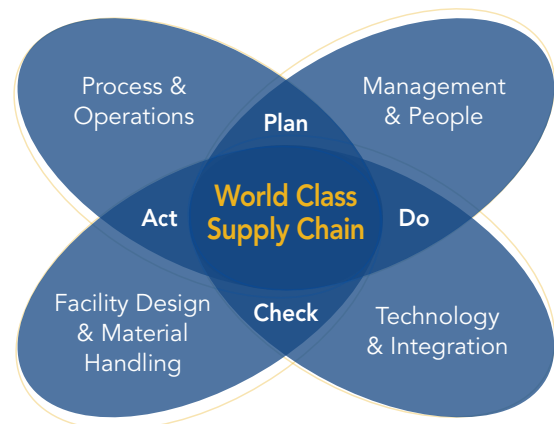 Process &
Operations
Management
& People
Plan
World Class
Supply Chain
Act
Do
Check
Facility Design
& Material
Handling
Technology
& Integration